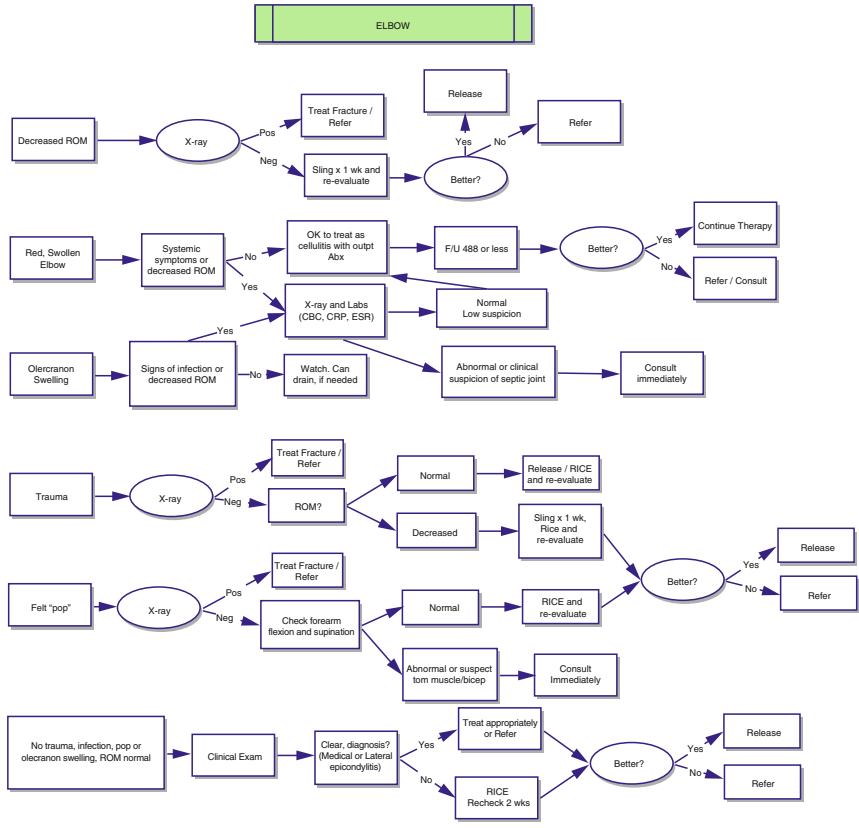 ELBOW
Decreased ROM
X-ray
Pos
Neg
Treat Fracture /
Refer
Sling x 1 wk and
re-evaluate
Better?
Yes
No
Release
Refer
Red, Swollen
Elbow
Systemic
symptoms or
decreased ROM
No
Yes
OK to treat as
cellulitis with outpt
Abx
F/U 488 or less
Better?
Yes
No
Continue Therapy
Refer / Consult
X-ray and Labs
(CBC, CRP, ESR)
Normal
Low suspicion
Yes
Olercranon
Swelling
Signs of infection or
decreased ROM
No
Watch. Can
drain, if needed
Abnormal or clinical
suspicion of septic joint
Consult
immediately
Trauma
X-ray
Pos
Neg
Treat Fracture /
Refer
ROM?
Normal
Decreased
Release / RICE
and re-evaluate
Sling x 1 wk,
Rice and
re-evaluate
Felt “pop”
X-ray
Pos
Neg
Treat Fracture /
Refer
Check forearm
flexion and supination
Normal
RICE and
re-evaluate
Better?
Yes
No
Release
Refer
Abnormal or suspect
torn muscle/bicep
Consult
Immediately
No trauma, infection, pop or
olecranon swelling, ROM normal
Clinical Exam
Clear, diagnosis?
(Medical or Lateral
epicondylitis)
Yes
No
Treat appropriately
or Refer
RICE
Recheck 2 wks
Better?
Yes
No
Release
Refer